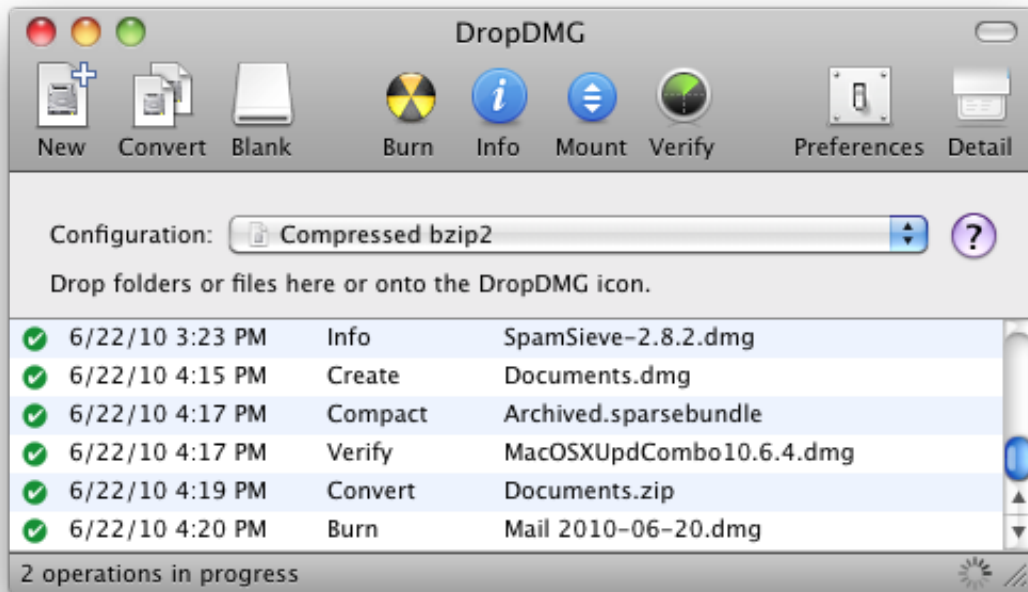 DropDMG
New Convert Blank Burn Info Mount Verify Preferences Detail
Configuration: Compressed bzip2 ?
Drop folders or files here or onto the DropDMG icon.
6/22/10 3:23 PM Info SpamSieve-2.8.2.dmg
6/22/10 4:15 PM Create Documents.dmg
6/22/10 4:17 PM Compact Archived.sparsebundle
6/22/10 4:17 PM Verify MacOSXUpdCombo10.6.4.dmg
6/22/10 4:19 PM Convert Documents.zip
6/22/10 4:20 PM Burn Mail 2010-06-20.dmg
2 operations in progress